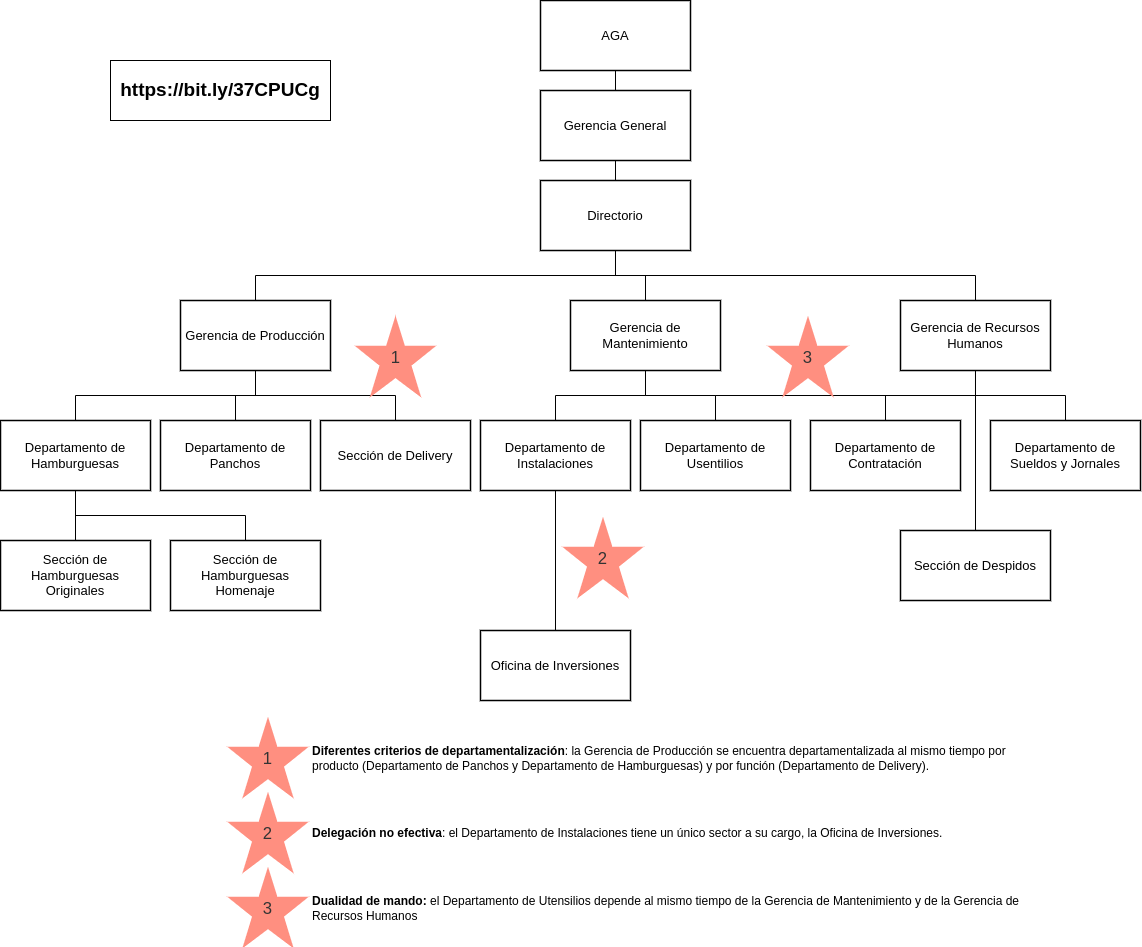 AGA
https://bit.ly/37CPUCg
Gerencia General
Directorio
Gerencia de Producción
1
Gerencia de
Mantenimiento
3
Gerencia de Recursos
Humanos
Departamento de
Hamburguesas
Departamento de
Panchos
Sección de Delivery
Departamento de
Instalaciones
Departamento de
Usentilios
Departamento de
Contratación
Departamento de
Sueldos y Jornales
Sección de
Hamburguesas
Originales
Sección de
Hamburguesas
Homenaje
2
Sección de Despidos
Oficina de Inversiones
1
Diferentes criterios de departamentalización: la Gerencia de Producción se encuentra departamentalizada al mismo tiempo por
producto (Departamento de Panchos y Departamento de Hamburguesas) y por función (Departamento de Delivery).
2
Delegación no efectiva: el Departamento de Instalaciones tiene un único sector a su cargo, la Oficina de Inversiones.
3
Dualidad de mando: el Departamento de Utensilios depende al mismo tiempo de la Gerencia de Mantenimiento y de la Gerencia de
Recursos Humanos